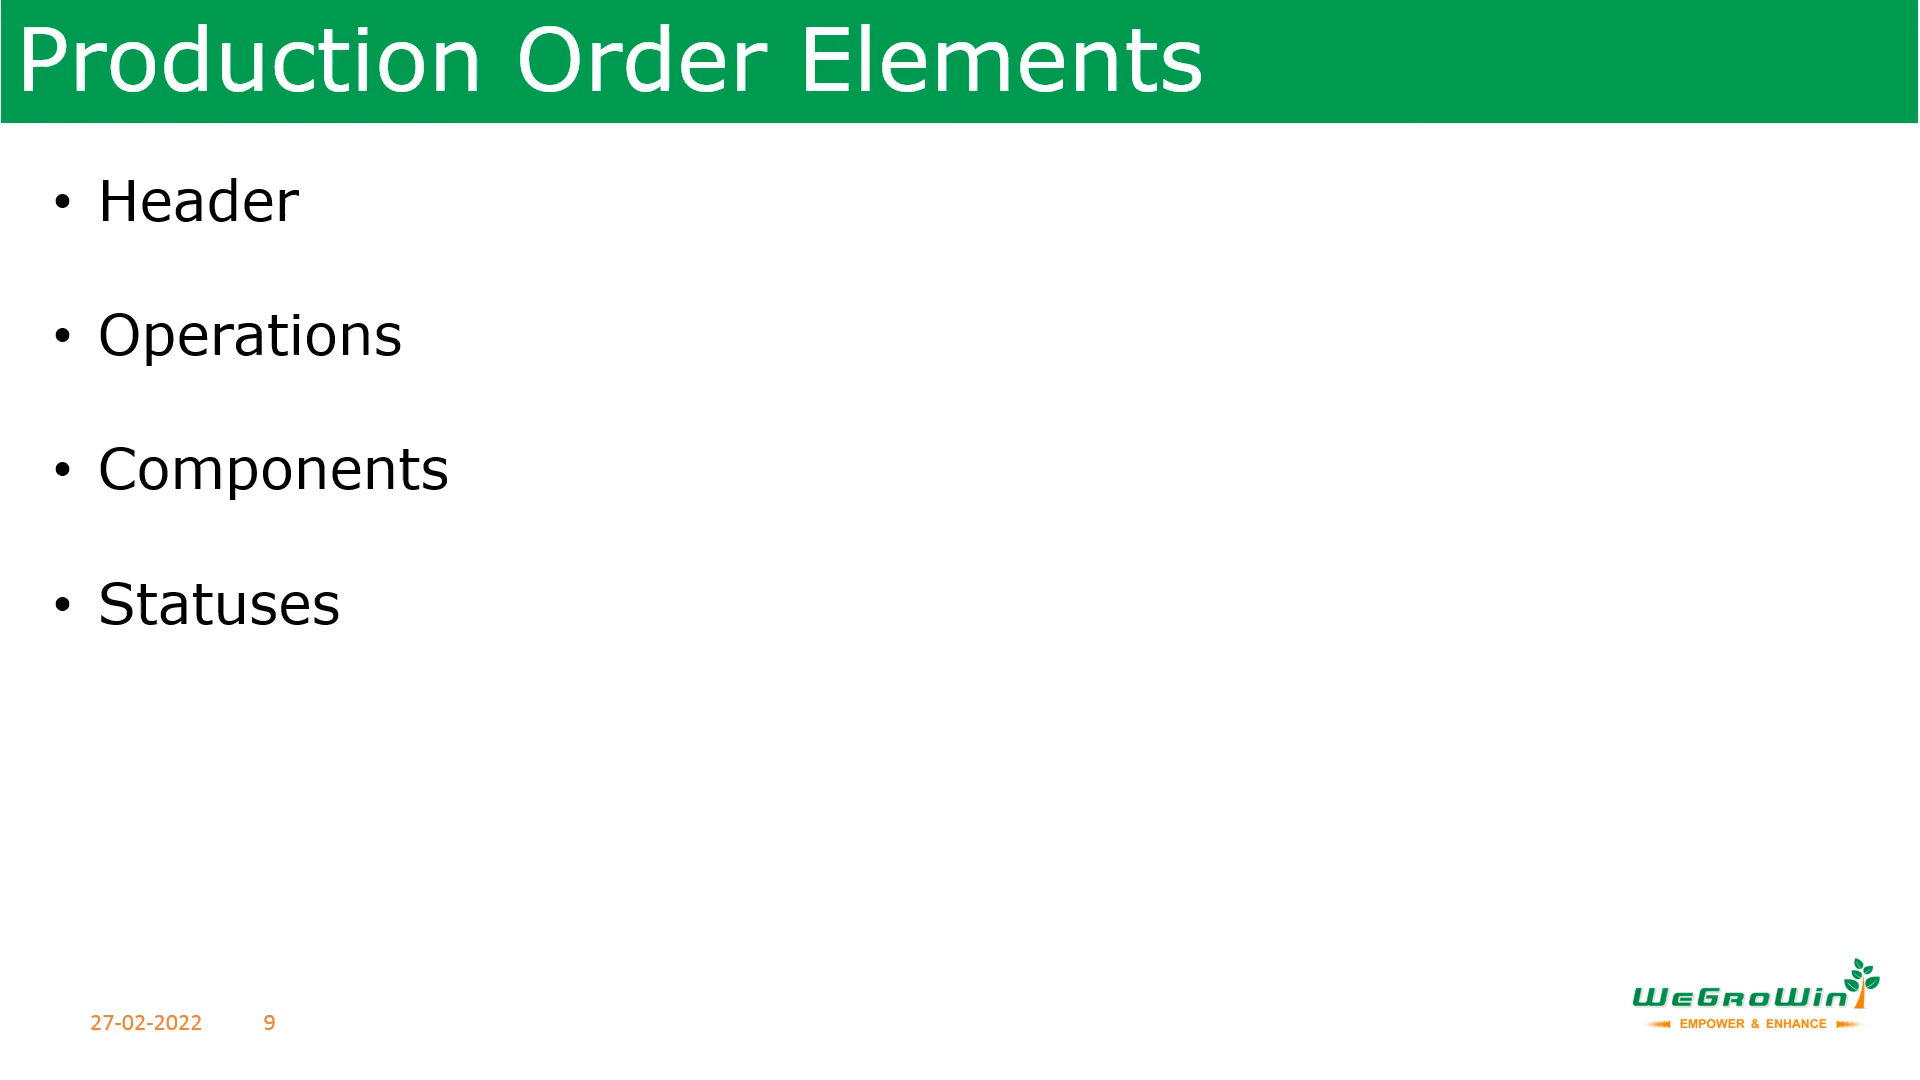 Production Order Elements
• Header
• Operations
• Components
• Statuses
27-02-2022 9
WeGroWin
EMPOWER & ENHANCE